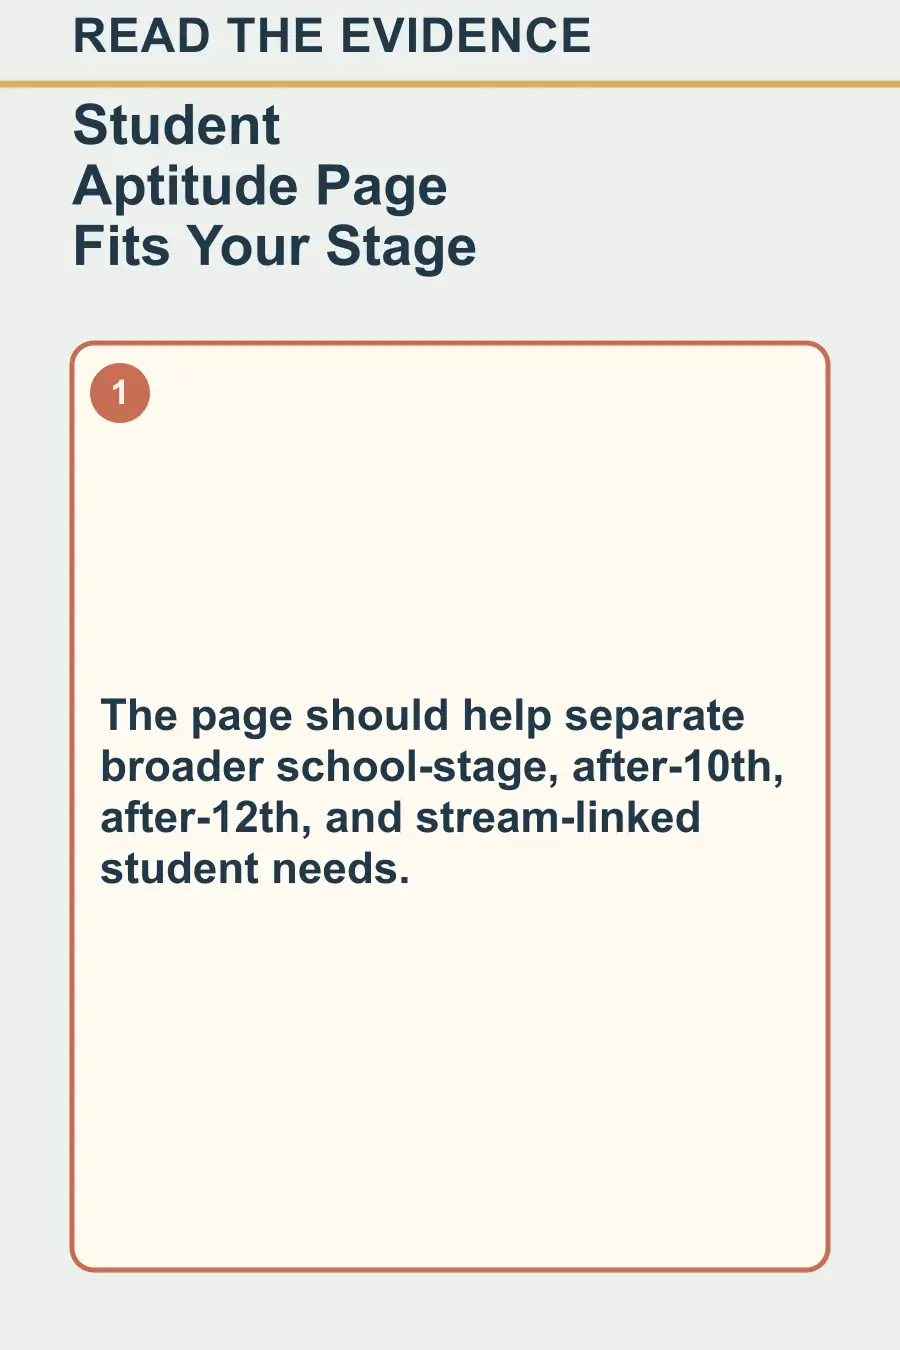 READ THE EVIDENCE
Student
Aptitude Page
Fits Your Stage
1
The page should help separate
broader school-stage, after-10th,
after-12th, and stream-linked
student needs.